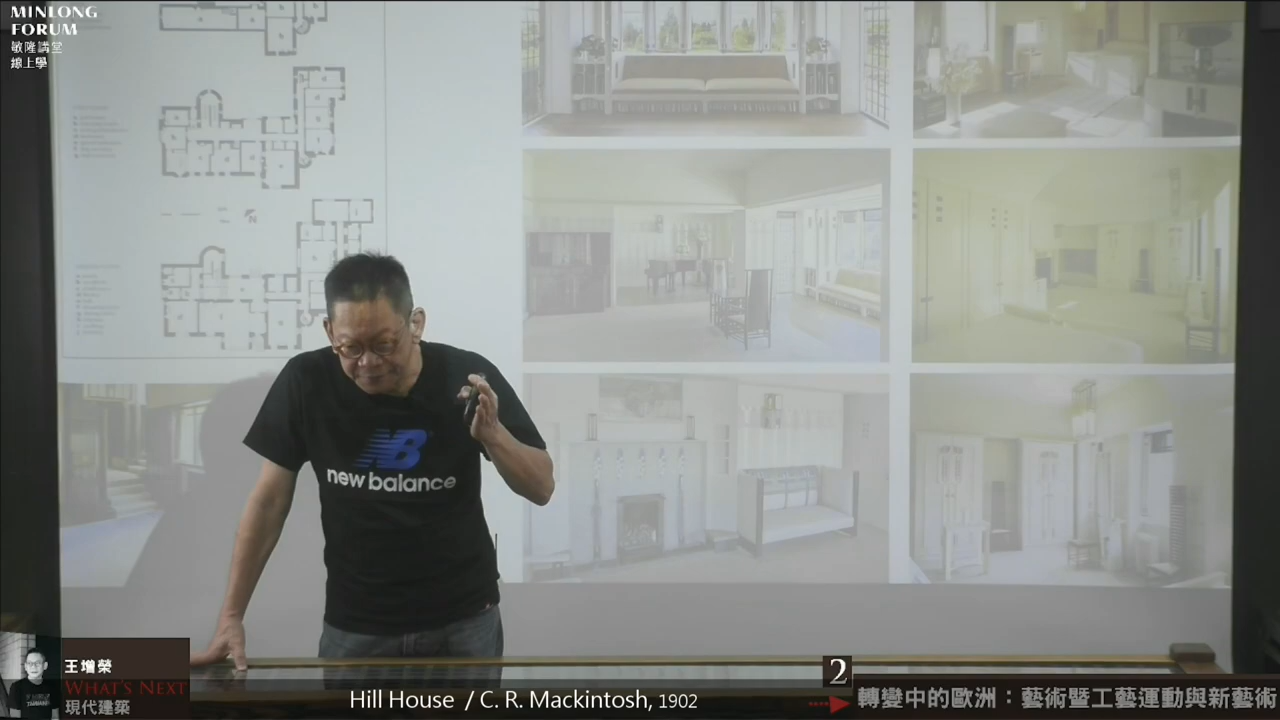 MINLONG
FORUM
敏隆講堂
線上學
NB
new balance
王增榮
WHAT'S NEXT
現代建築
2
Hill House / C. R. Mackintosh, 1902
轉變中的歐洲：藝術暨工藝運動與新藝術